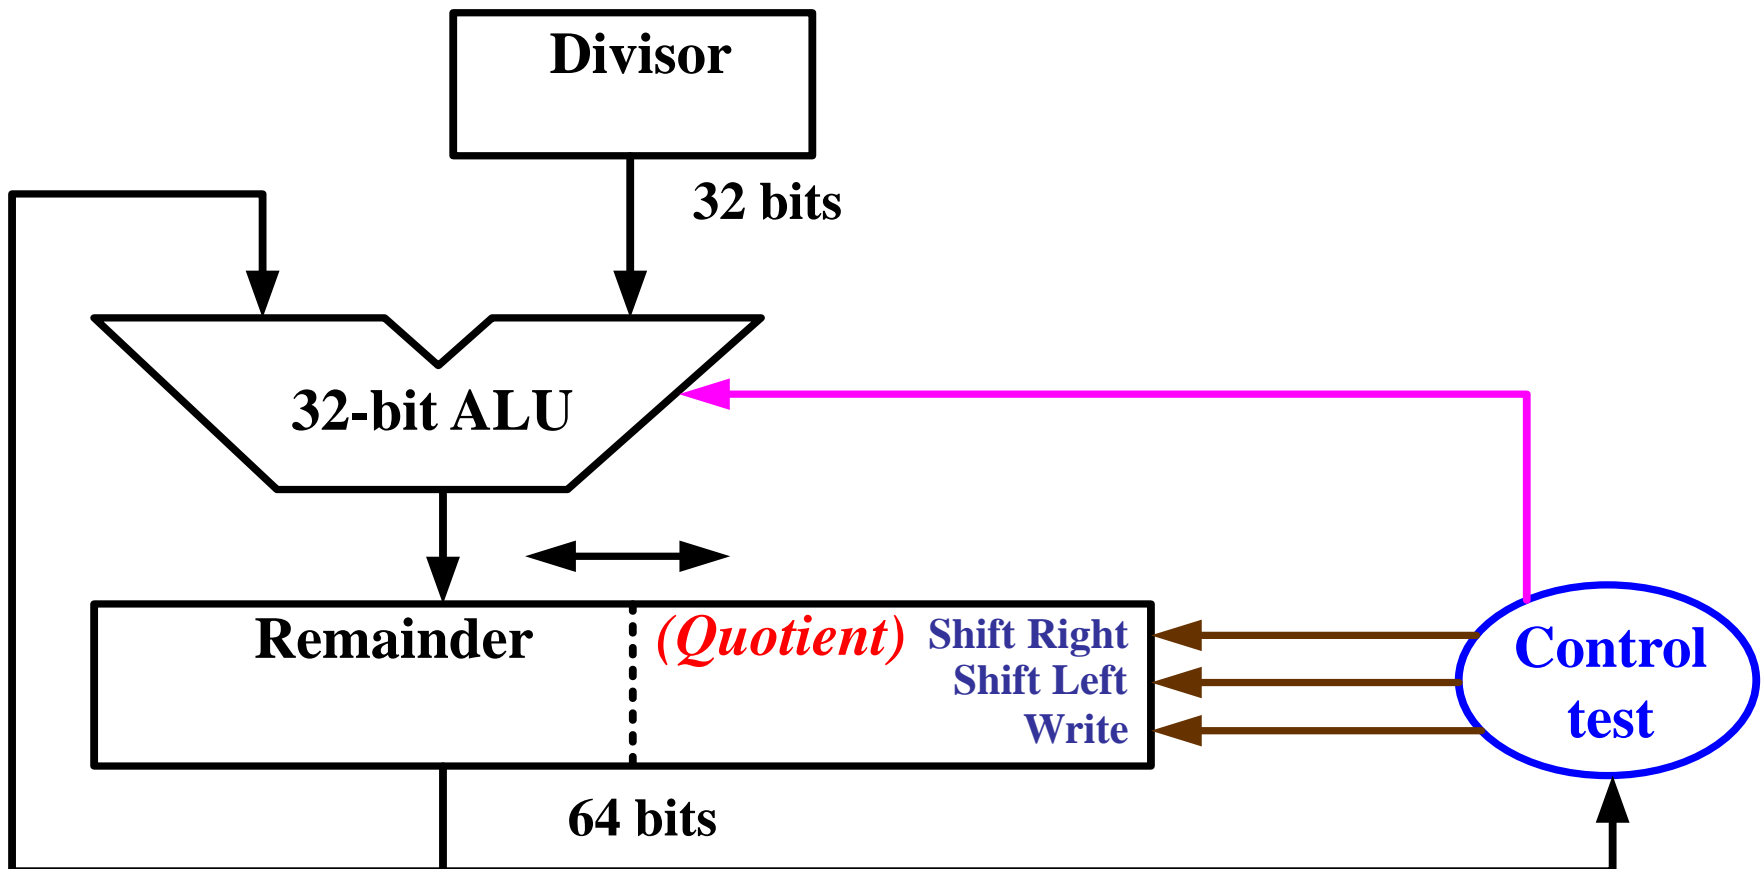 Divisor
32 bits
32-bit ALU
Remainder
(Quotient)
Shift Right
Shift Left
Write
Control
test
64 bits